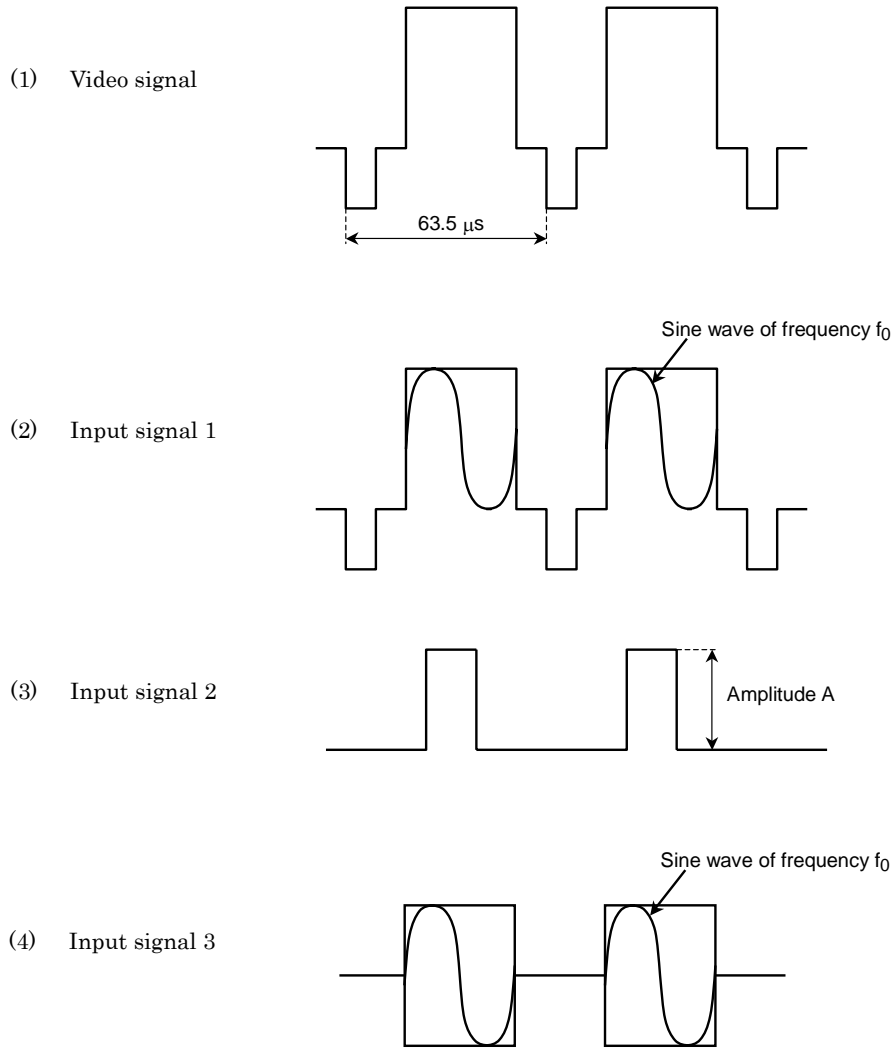 (1) Video signal
63.5 μs
Sine wave of frequency f0
(2) Input signal 1
(3) Input signal 2
Amplitude A
Sine wave of frequency f0
(4) Input signal 3